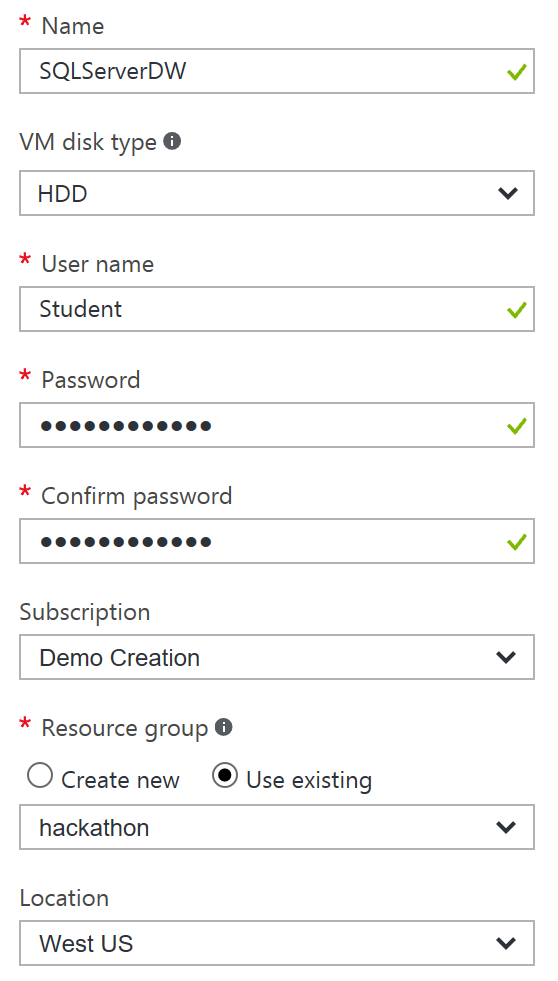 * Name
SQLServerDW
VM disk type
HDD
* User name
Student
* Password
●●●●●●●●●●●●
* Confirm password
●●●●●●●●●●●●
Subscription
Demo Creation
* Resource group
Create new Use existing
hackathon
Location
West US